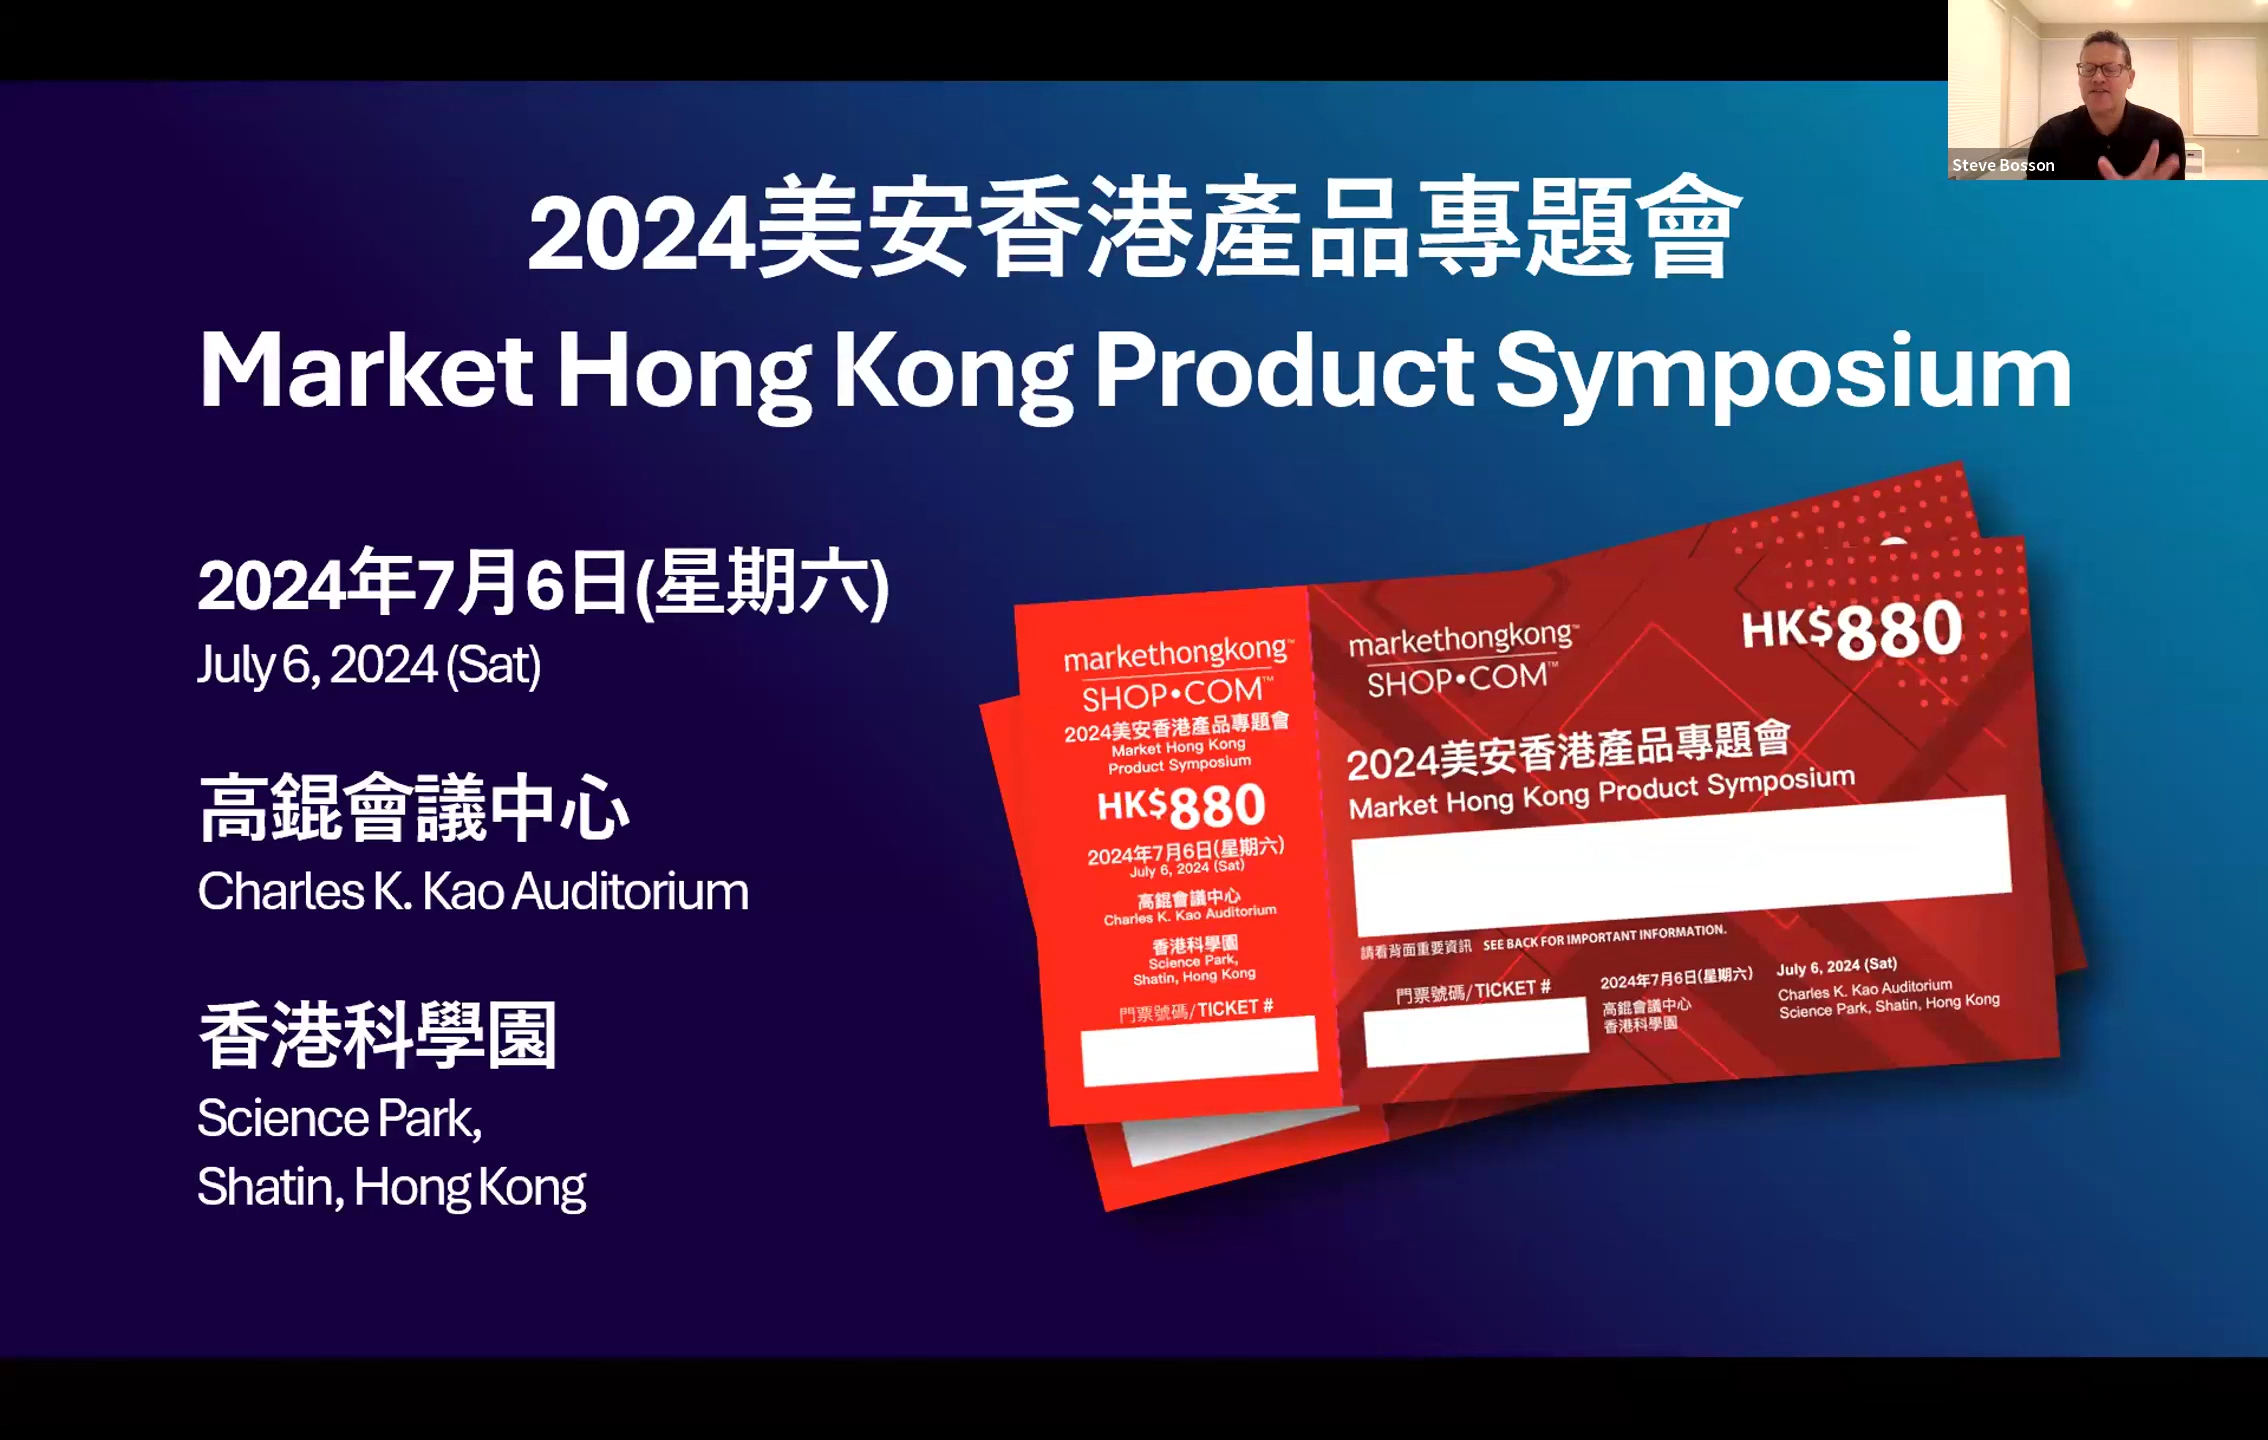 Steve Bosson
2024美安香港產品專題會
Market Hong Kong Product Symposium
2024年7月6日(星期六)
July 6, 2024 (Sat)
高錕會議中心
Charles K. Kao Auditorium
香港科學園
Science Park,
Shatin, Hong Kong
markethongkong™
SHOP•COM™
2024美安香港產品專題會
Market Hong Kong
Product Symposium
HK$880
2024年7月6日(星期六)
July 6, 2024 (Sat)
高錕會議中心
Charles K. Kao Auditorium
香港科學園
Science Park,
Shatin, Hong Kong
門票號碼/TICKET #
markethongkong™
SHOP•COM™
HK$880
2024美安香港產品專題會
Market Hong Kong Product Symposium
請看背面重要資訊 SEE BACK FOR IMPORTANT INFORMATION.
門票號碼/TICKET #
2024年7月6日(星期六)
高錕會議中心
香港科學園
July 6, 2024 (Sat)
Charles K. Kao Auditorium
Science Park, Shatin, Hong Kong